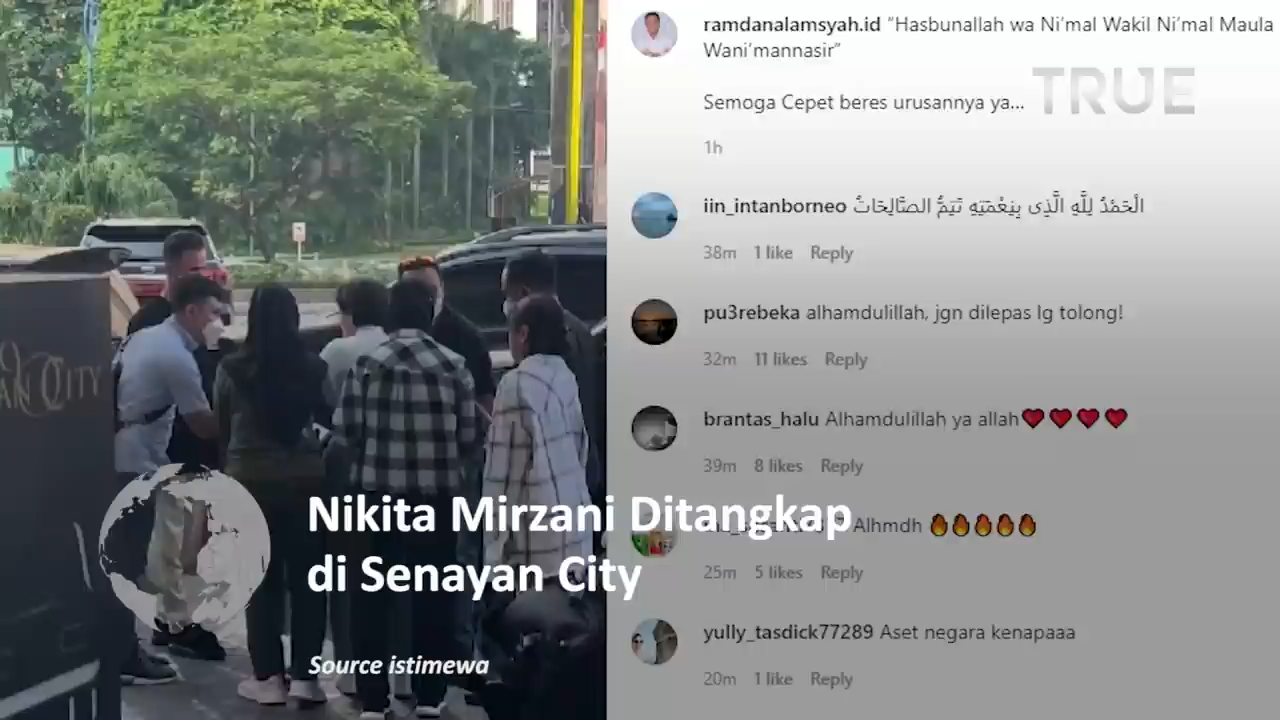 ramdanalamsyah.id "Hasbunallah wa Ni'mal Wakil Ni'mal Maula
Wani'mannasir"
TRUE
Semoga Cepet beres urusannya ya...
1h
iin_intanborneo الْحَمْدُ لِلَّهِ الَّذِى بِنِعْمَتِهِ تَتِمُّ الصَّالِحَاتُ
38m 1 like Reply
pu3rebeka alhamdulillah, jgn dilepas lg tolong!
32m 11 likes Reply
AN CITY
brantas_halu Alhamdulillah ya allah❤️❤️❤️❤️
39m 8 likes Reply
Nikita Mirzani Ditangkap
di Senayan City
Alhmdh 🔥🔥🔥🔥🔥
25m 5 likes Reply
yully_tasdick77289 Aset negara kenapaaa
20m 1 like Reply
Source istimewa